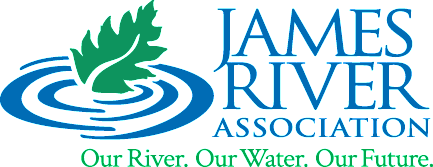 JAMES
RIVER
ASSOCIATION
Our River. Our Water. Our Future.